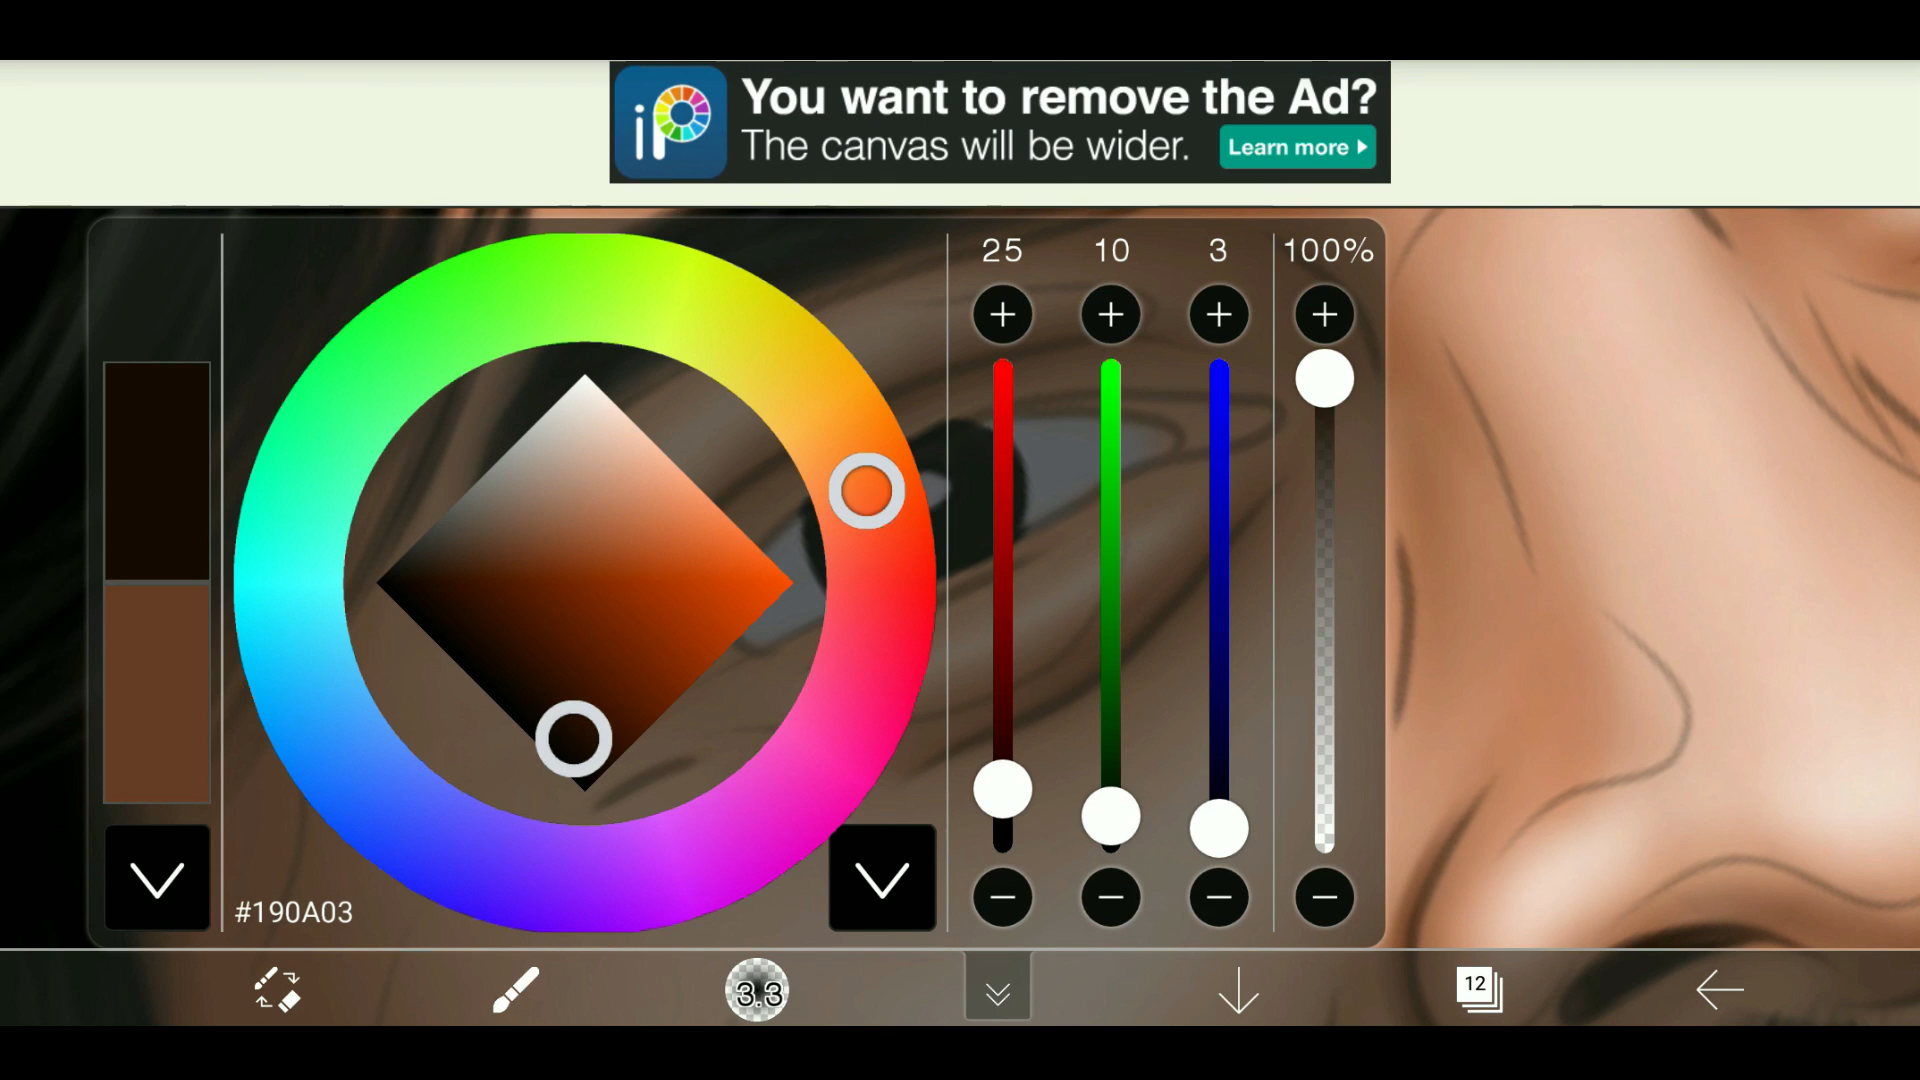 iP
You want to remove the Ad?
The canvas will be wider.
Learn more
25 10 3 100%
#190A03
3.3
12